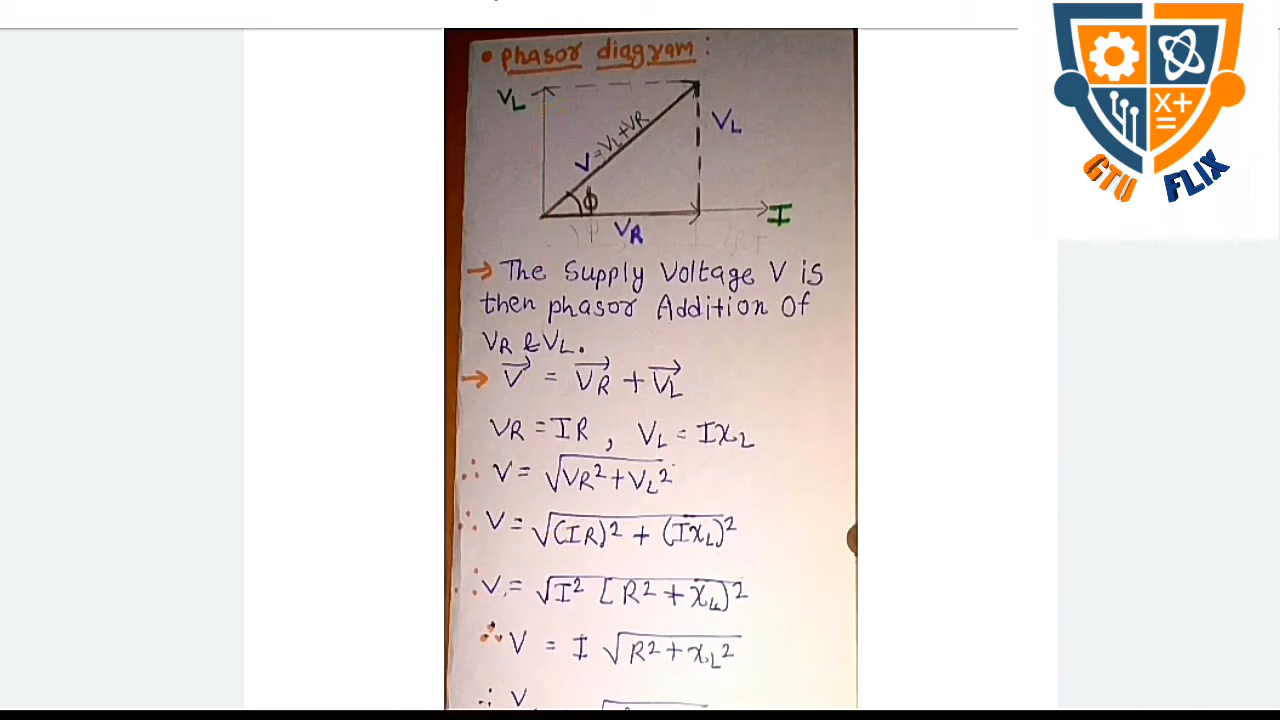 • Phasor diagram:
VL
V = VL+VR
VL
ϕ
I
VR
→ The Supply Voltage V is
then phasor Addition Of
VR & VL.
→ V⃗ = V⃗R + V⃗L
VR = IR , VL = IXL
∴ V = √VR² + VL²
∴ V = √(IR)² + (IXL)²
∴ V = √I² [R² + XL)²
∴ V = I √R² + XL²
∴ V
X+
=
GTU FLIX